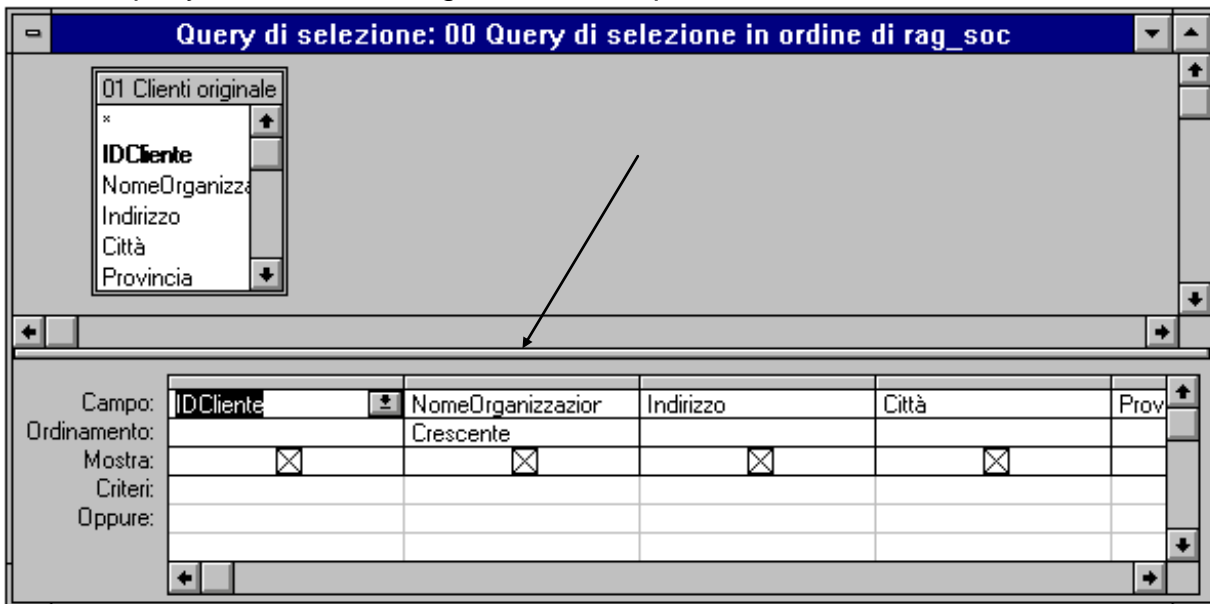 Query di selezione: 00 Query di selezione in ordine di rag_soc
01 Clienti originale
*
IDCliente
NomeOrganizza
Indirizzo
Città
Provincia
Campo: IDCliente NomeOrganizzazior Indirizzo Città Prov
Ordinamento: Crescente
Mostra:
Criteri:
Oppure: